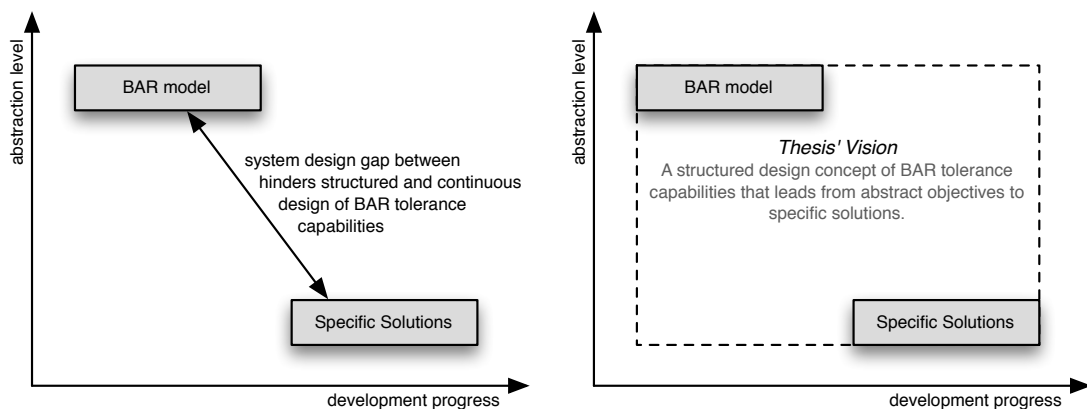 abstraction level
BAR model
system design gap between
hinders structured and continuous
design of BAR tolerance
capabilities
Specific Solutions
development progress
abstraction level
BAR model
Thesis' Vision
A structured design concept of BAR tolerance
capabilities that leads from abstract objectives to
specific solutions.
Specific Solutions
development progress